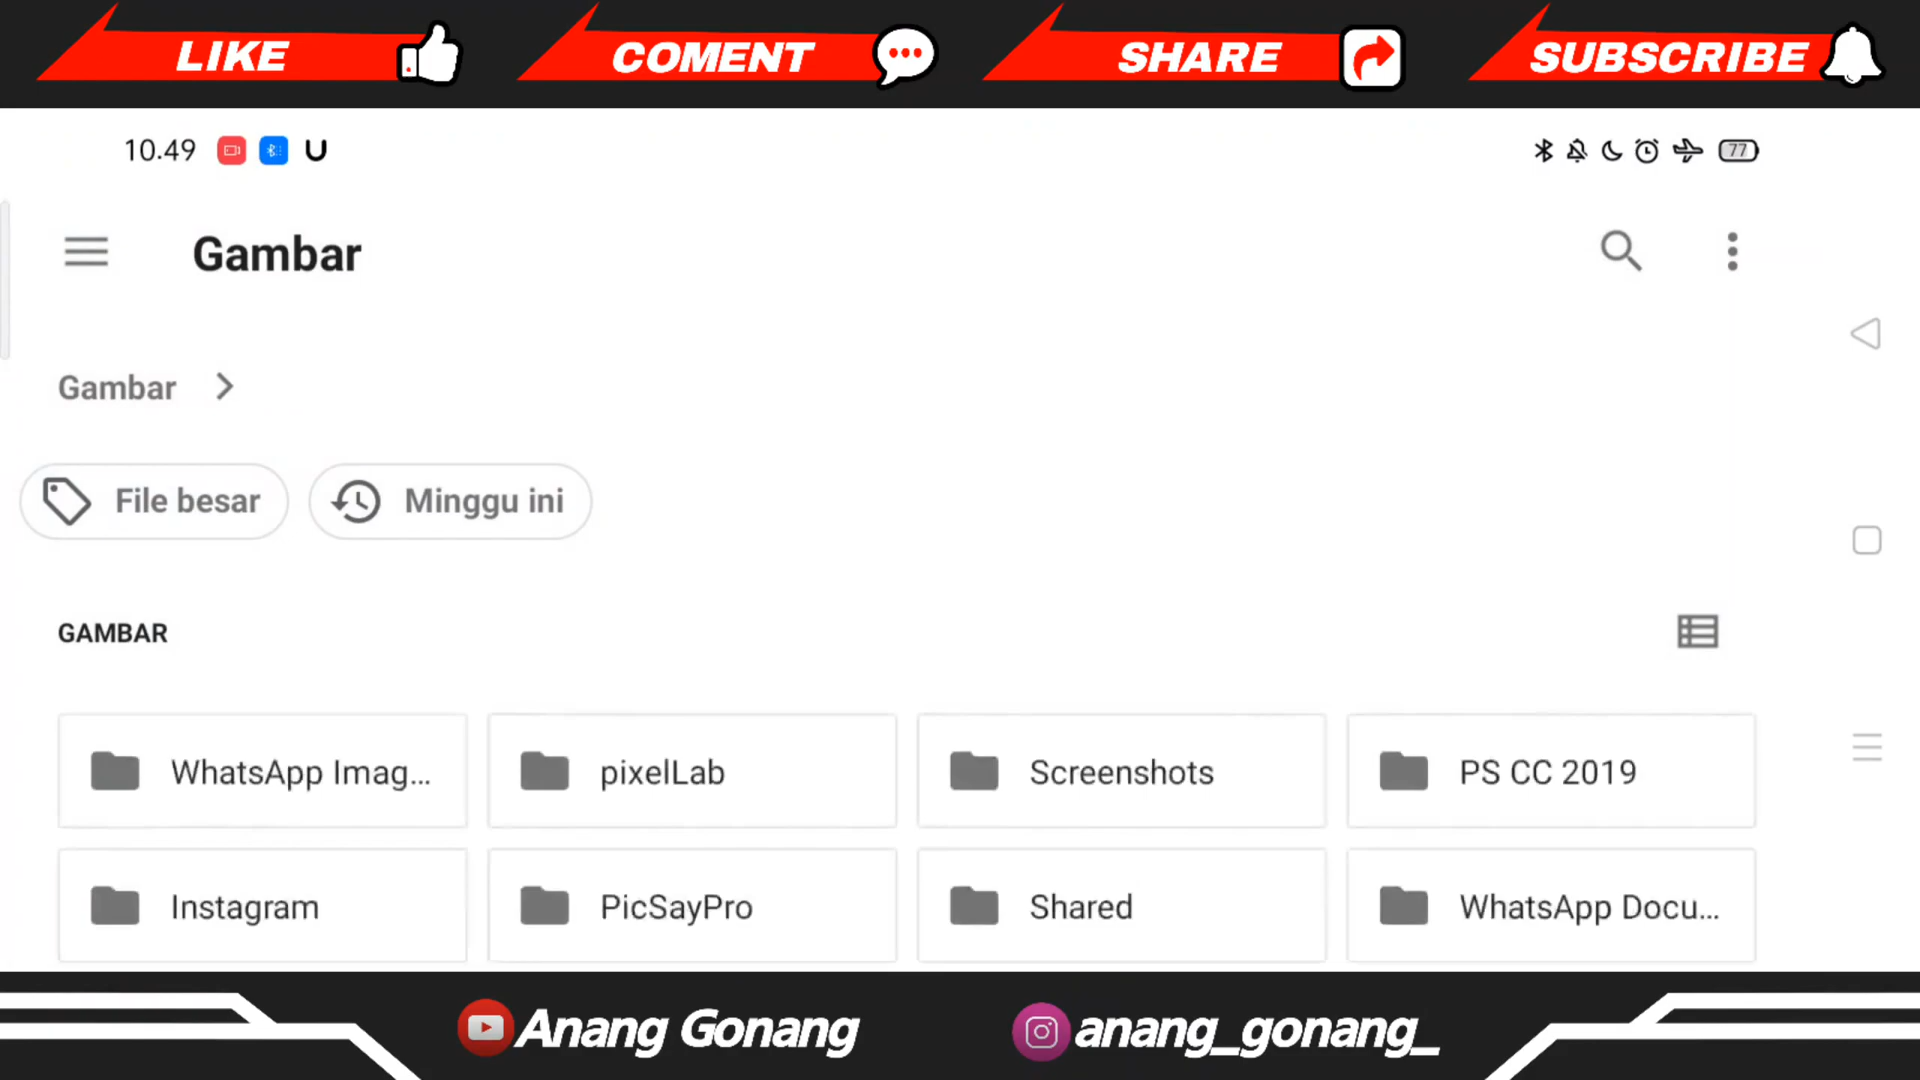 LIKE
COMENT
SHARE
SUBSCRIBE
10.49
77
Gambar
Gambar
File besar
Minggu ini
GAMBAR
WhatsApp Imag...
pixelLab
Screenshots
PS CC 2019
Instagram
PicSayPro
Shared
WhatsApp Docu...
Anang Gonang
anang_gonang_